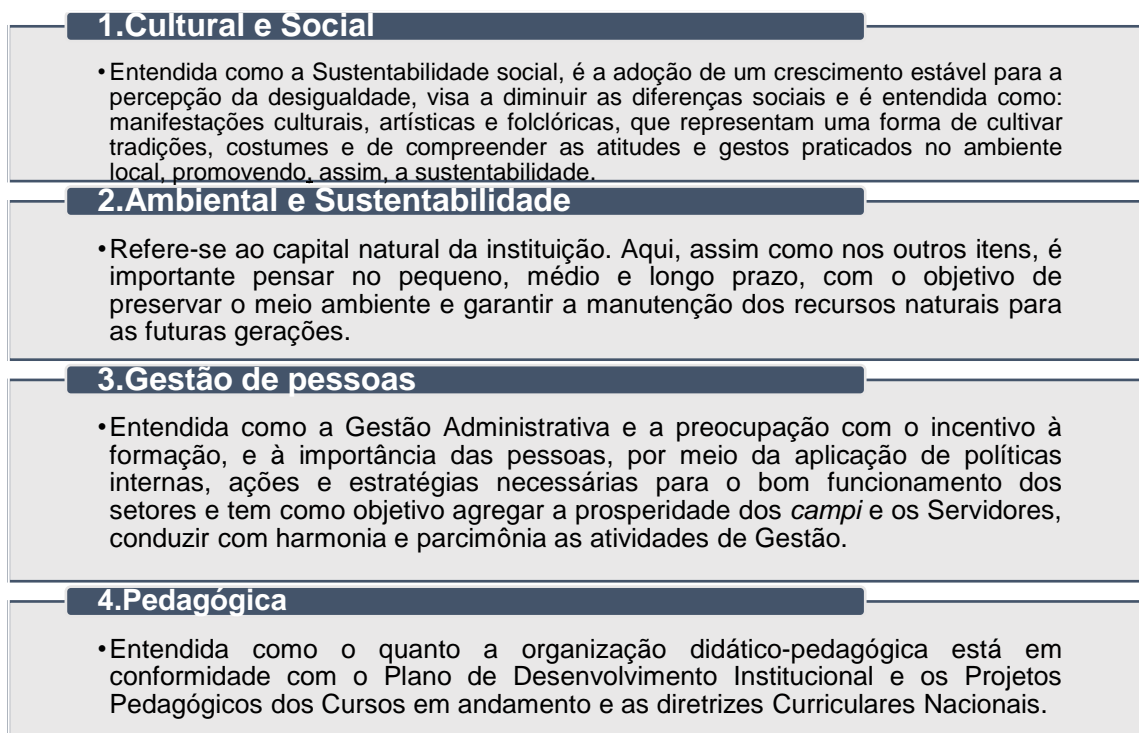 1.Cultural e Social
•Entendida como a Sustentabilidade social, é a adoção de um crescimento estável para a
percepção da desigualdade, visa a diminuir as diferenças sociais e é entendida como:
manifestações culturais, artísticas e folclóricas, que representam uma forma de cultivar
tradições, costumes e de compreender as atitudes e gestos praticados no ambiente
local, promovendo, assim, a sustentabilidade.
2.Ambiental e Sustentabilidade
•Refere-se ao capital natural da instituição. Aqui, assim como nos outros itens, é
importante pensar no pequeno, médio e longo prazo, com o objetivo de
preservar o meio ambiente e garantir a manutenção dos recursos naturais para
as futuras gerações.
3.Gestão de pessoas
•Entendida como a Gestão Administrativa e a preocupação com o incentivo à
formação, e à importância das pessoas, por meio da aplicação de políticas
internas, ações e estratégias necessárias para o bom funcionamento dos
setores e tem como objetivo agregar a prosperidade dos campi e os Servidores,
conduzir com harmonia e parcimônia as atividades de Gestão.
4.Pedagógica
•Entendida como o quanto a organização didático-pedagógica está em
conformidade com o Plano de Desenvolvimento Institucional e os Projetos
Pedagógicos dos Cursos em andamento e as diretrizes Curriculares Nacionais.